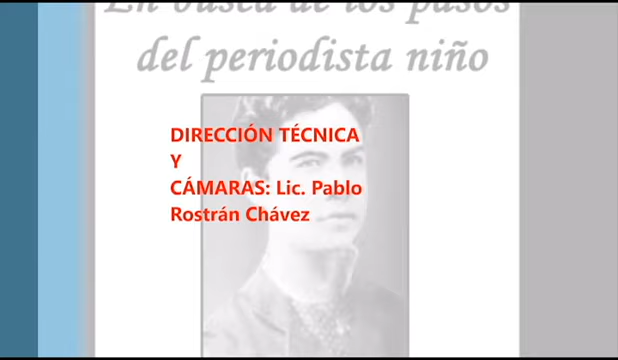 En busca de los pasos
del periodista niño
DIRECCIÓN TÉCNICA
Y
CÁMARAS: Lic. Pablo
Rostrán Chávez